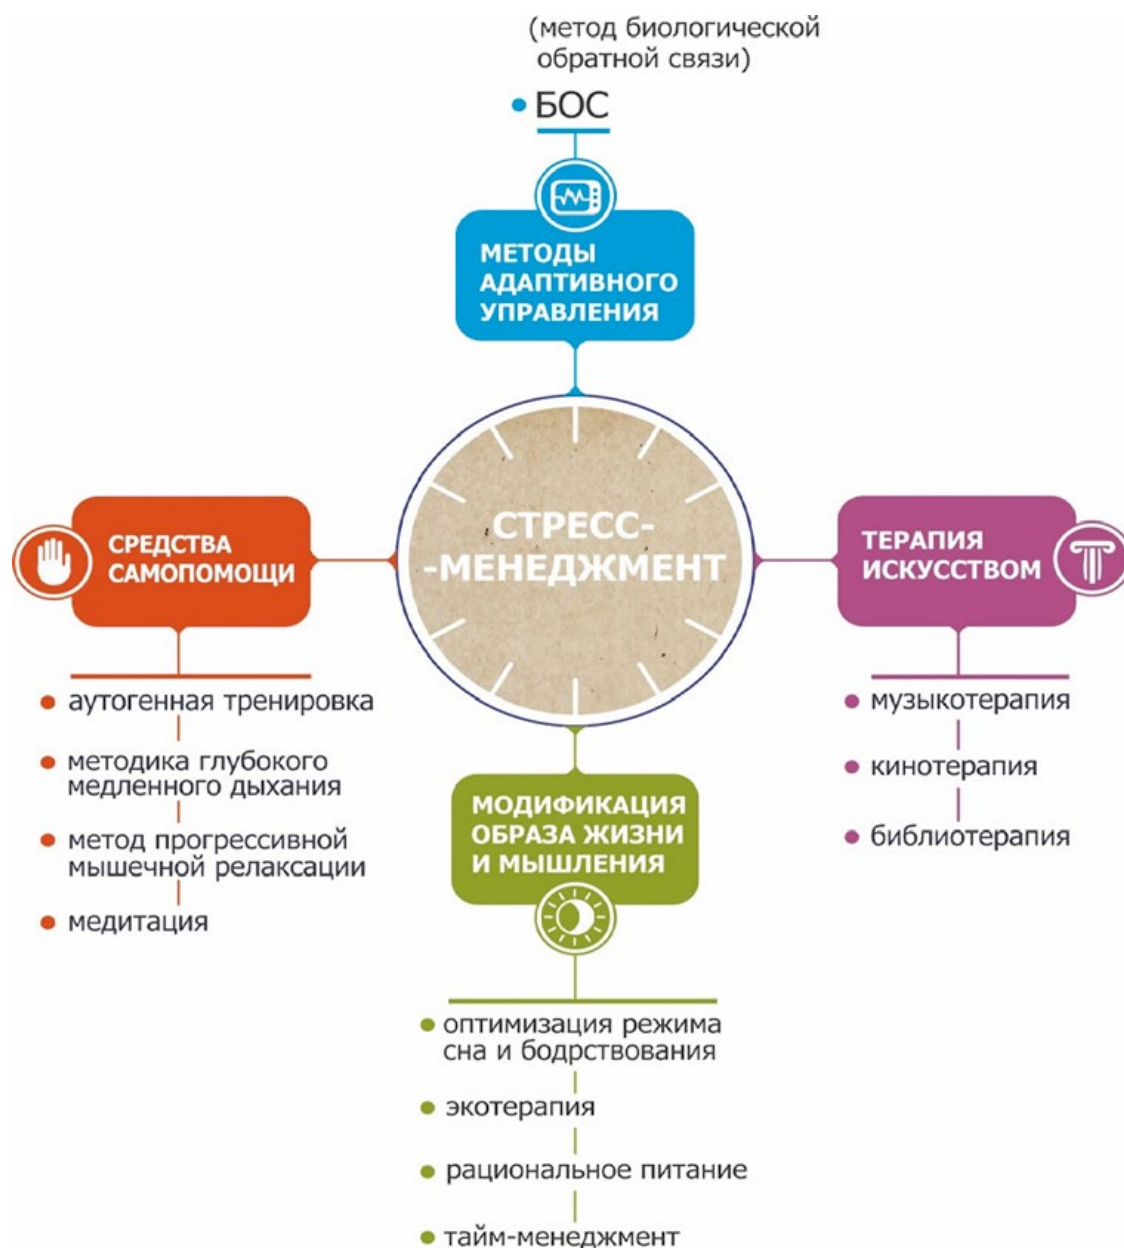 (метод биологической
обратной связи)
• БОС
МЕТОДЫ
АДАПТИВНОГО
УПРАВЛЕНИЯ
СТРЕСС-
-МЕНЕДЖМЕНТ
СРЕДСТВА
САМОПОМОЩИ
• аутогенная тренировка
• методика глубокого
медленного дыхания
• метод прогрессивной
мышечной релаксации
• медитация
ТЕРАПИЯ
ИСКУССТВОМ
• музыкотерапия
• кинотерапия
• библиотерапия
МОДИФИКАЦИЯ
ОБРАЗА ЖИЗНИ
И МЫШЛЕНИЯ
• оптимизация режима
сна и бодрствования
• экотерапия
• рациональное питание
• тайм-менеджмент